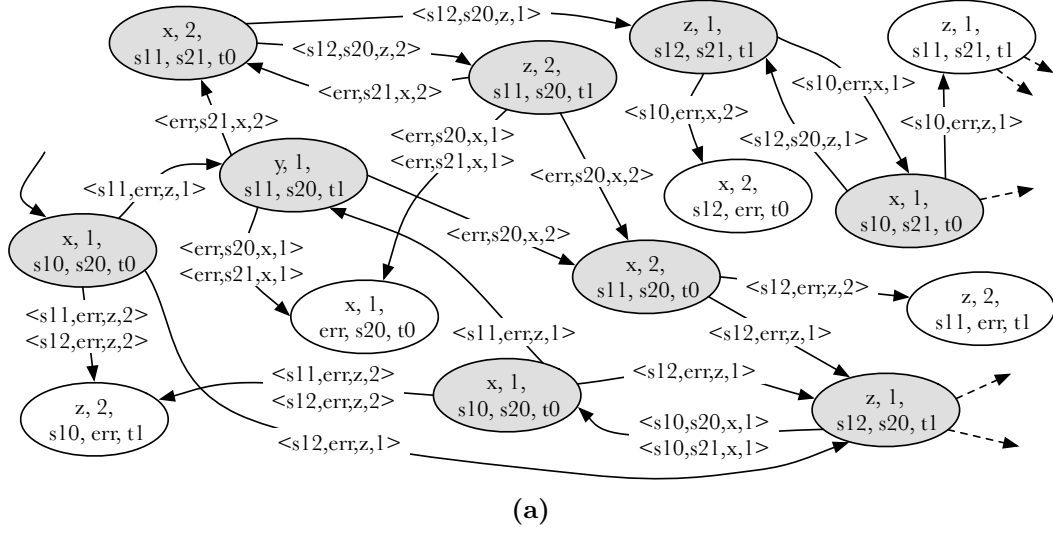 x, 2,
s11, s21, t0
<s12,s20,z,1>
z, 1,
s12, s21, t1
z, 1,
s11, s21, t1
<s12,s20,z,2>
z, 2,
s11, s20, t1
<err,s21,x,2>
<s10,err,x,1>
<s10,err,x,2>
<s12,s20,z,1>
<s10,err,z,1>
<err,s21,x,2>
<err,s20,x,1>
<err,s21,x,1>
y, 1,
s11, s20, t1
<err,s20,x,2>
x, 2,
s12, err, t0
x, 1,
s10, s21, t0
<s11,err,z,1>
x, 1,
s10, s20, t0
<err,s20,x,2>
<err,s20,x,1>
<err,s21,x,1>
x, 2,
s11, s20, t0
<s12,err,z,2>
z, 2,
s11, err, t1
<s11,err,z,2>
<s12,err,z,2>
x, 1,
err, s20, t0
<s11,err,z,1>
<s12,err,z,1>
<s11,err,z,2>
<s12,err,z,2>
x, 1,
s10, s20, t0
<s12,err,z,1>
z, 2,
s10, err, t1
<s12,err,z,1>
<s10,s20,x,1>
<s10,s21,x,1>
z, 1,
s12, s20, t1
(a)